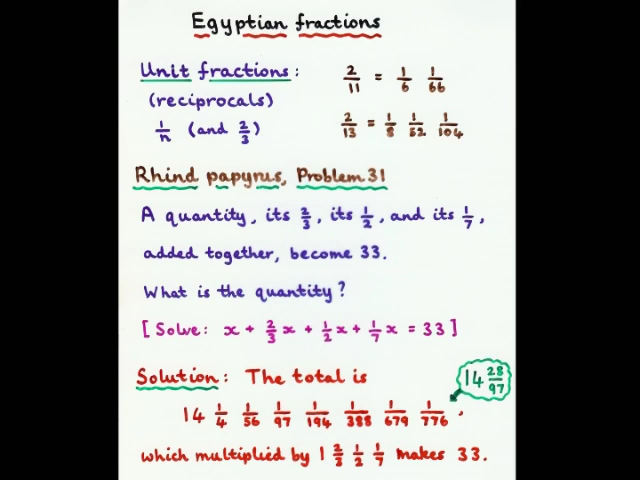 Egyptian fractions
Unit fractions:
(reciprocals)
1/n (and 2/3)
2/11 = 1/6 1/66
2/13 = 1/8 1/52 1/104
Rhind papyrus, Problem 31
A quantity, its 2/3, its 1/2, and its 1/7,
added together, become 33.
What is the quantity?
[Solve: x + 2/3 x + 1/2 x + 1/7 x = 33]
Solution: The total is
14 28/97
14 1/4 1/56 1/97 1/194 1/388 1/679 1/776,
which multiplied by 1 2/3 1/2 1/7 makes 33.